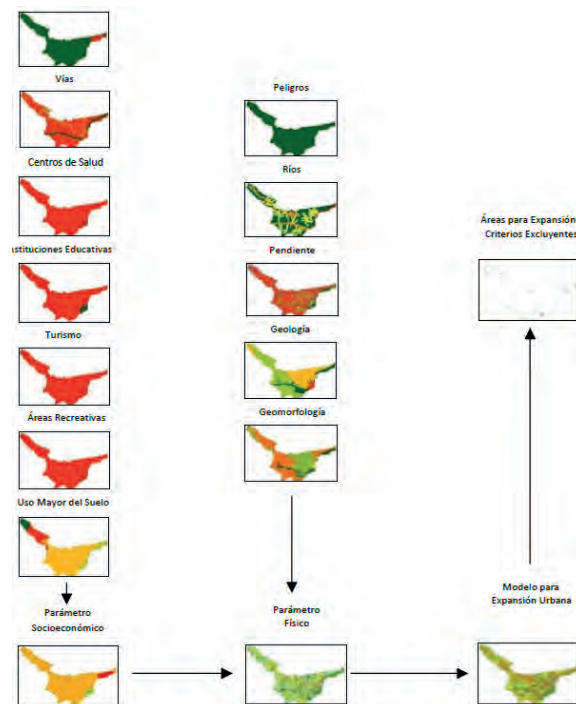 Vías
Centros de Salud
nstituciones Educativas
Turismo
Áreas Recreativas
Uso Mayor del Suelo
Parámetro
Socioeconómico
Peligros
Ríos
Pendiente
Geología
Geomorfología
Parámetro
Físico
Áreas para Expansión
Criterios Excluyentes
Modelo para
Expansión Urbana